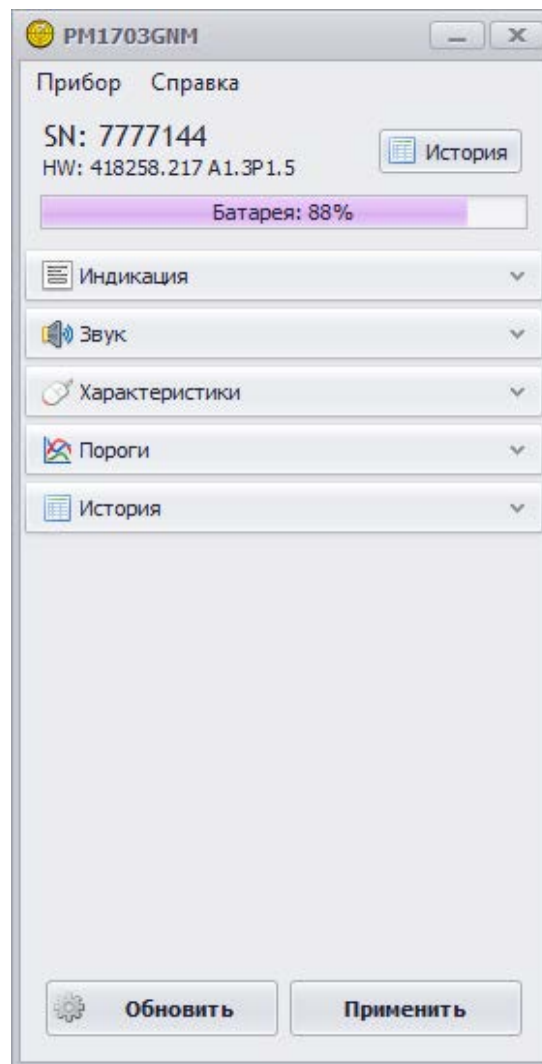 PM1703GNM
Прибор Справка
SN: 7777144
HW: 418258.217 A1.3P1.5
История
Батарея: 88%
Индикация
Звук
Характеристики
Пороги
История
Обновить Применить